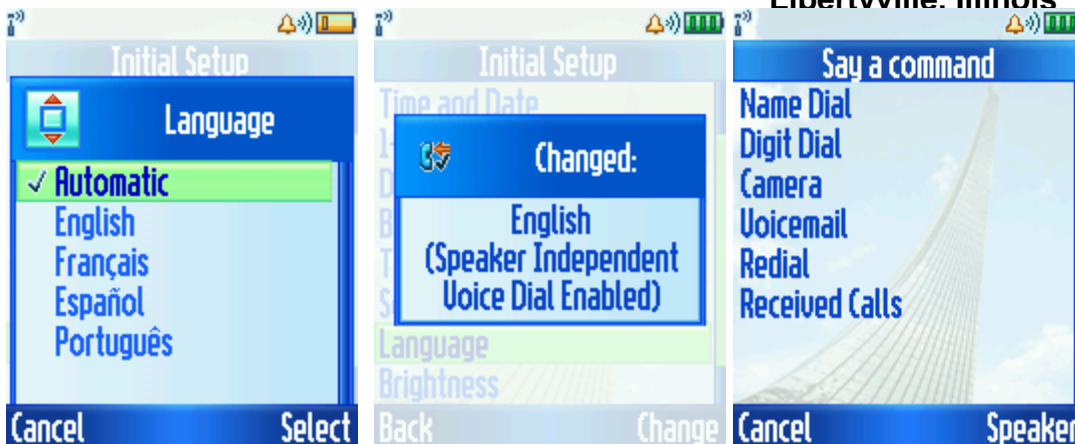 Libertyville, Illinois
Initial Setup
Language
Automatic
English
Français
Español
Português
Cancel Select
Initial Setup
Time and Date
Changed:
English
(Speaker Independent
Voice Dial Enabled)
Language
Brightness
Back Change
Say a command
Name Dial
Digit Dial
Camera
Voicemail
Redial
Received Calls
Cancel Speaker